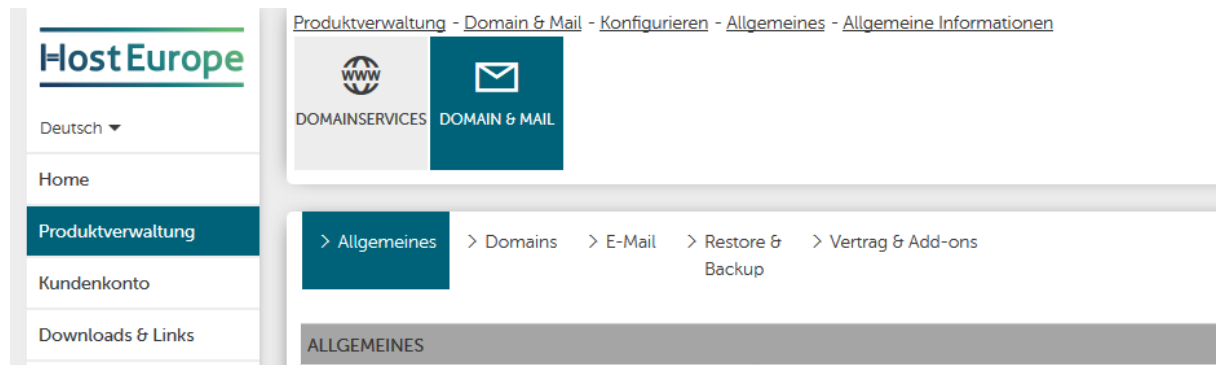 Produktverwaltung - Domain & Mail - Konfigurieren - Allgemeines - Allgemeine Informationen
HostEurope
www
DOMAINSERVICES
DOMAIN & MAIL
Deutsch
Home
Produktverwaltung
Kundenkonto
Downloads & Links
> Allgemeines
> Domains
> E-Mail
> Restore &
Backup
> Vertrag & Add-ons
ALLGEMEINES